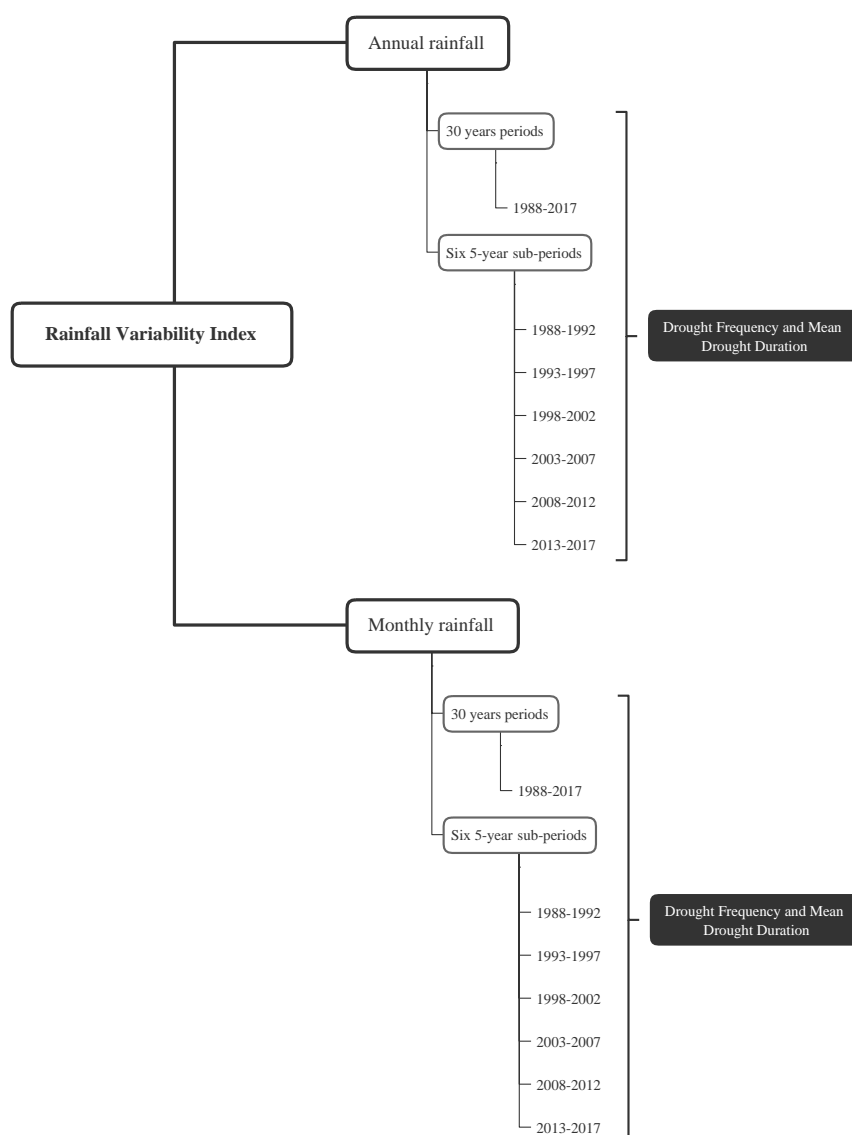 Annual rainfall
30 years periods
1988-2017
Six 5-year sub-periods
Rainfall Variability Index
1988-1992
Drought Frequency and Mean
Drought Duration
1993-1997
1998-2002
2003-2007
2008-2012
2013-2017
Monthly rainfall
30 years periods
1988-2017
Six 5-year sub-periods
1988-1992
Drought Frequency and Mean
Drought Duration
1993-1997
1998-2002
2003-2007
2008-2012
2013-2017